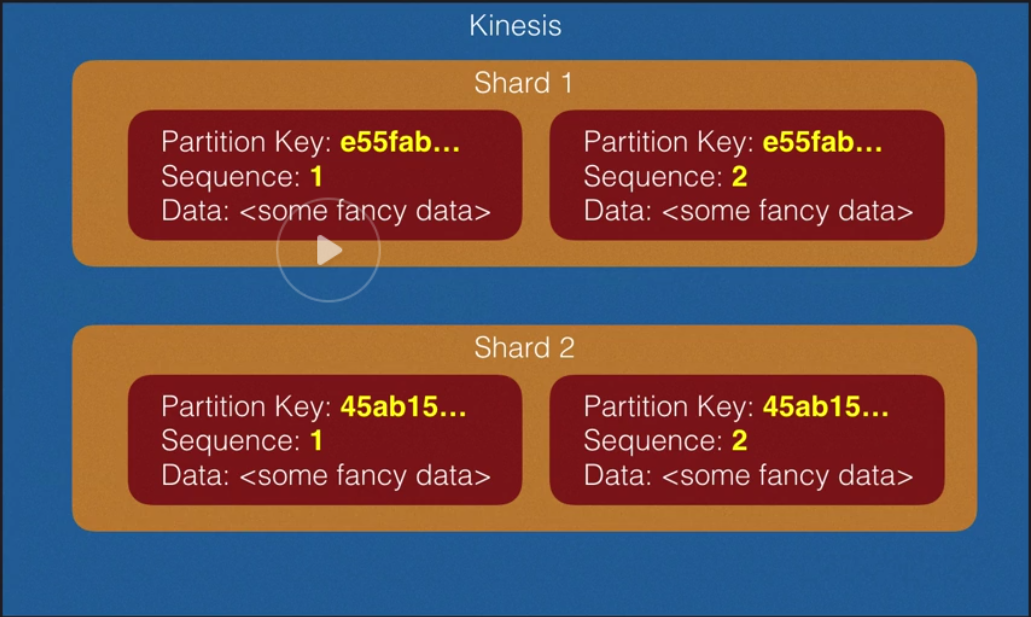 Kinesis
Shard 1
Partition Key: e55fab...
Sequence: 1
Data: <some fancy data>
Partition Key: e55fab...
Sequence: 2
Data: <some fancy data>
Shard 2
Partition Key: 45ab15...
Sequence: 1
Data: <some fancy data>
Partition Key: 45ab15...
Sequence: 2
Data: <some fancy data>